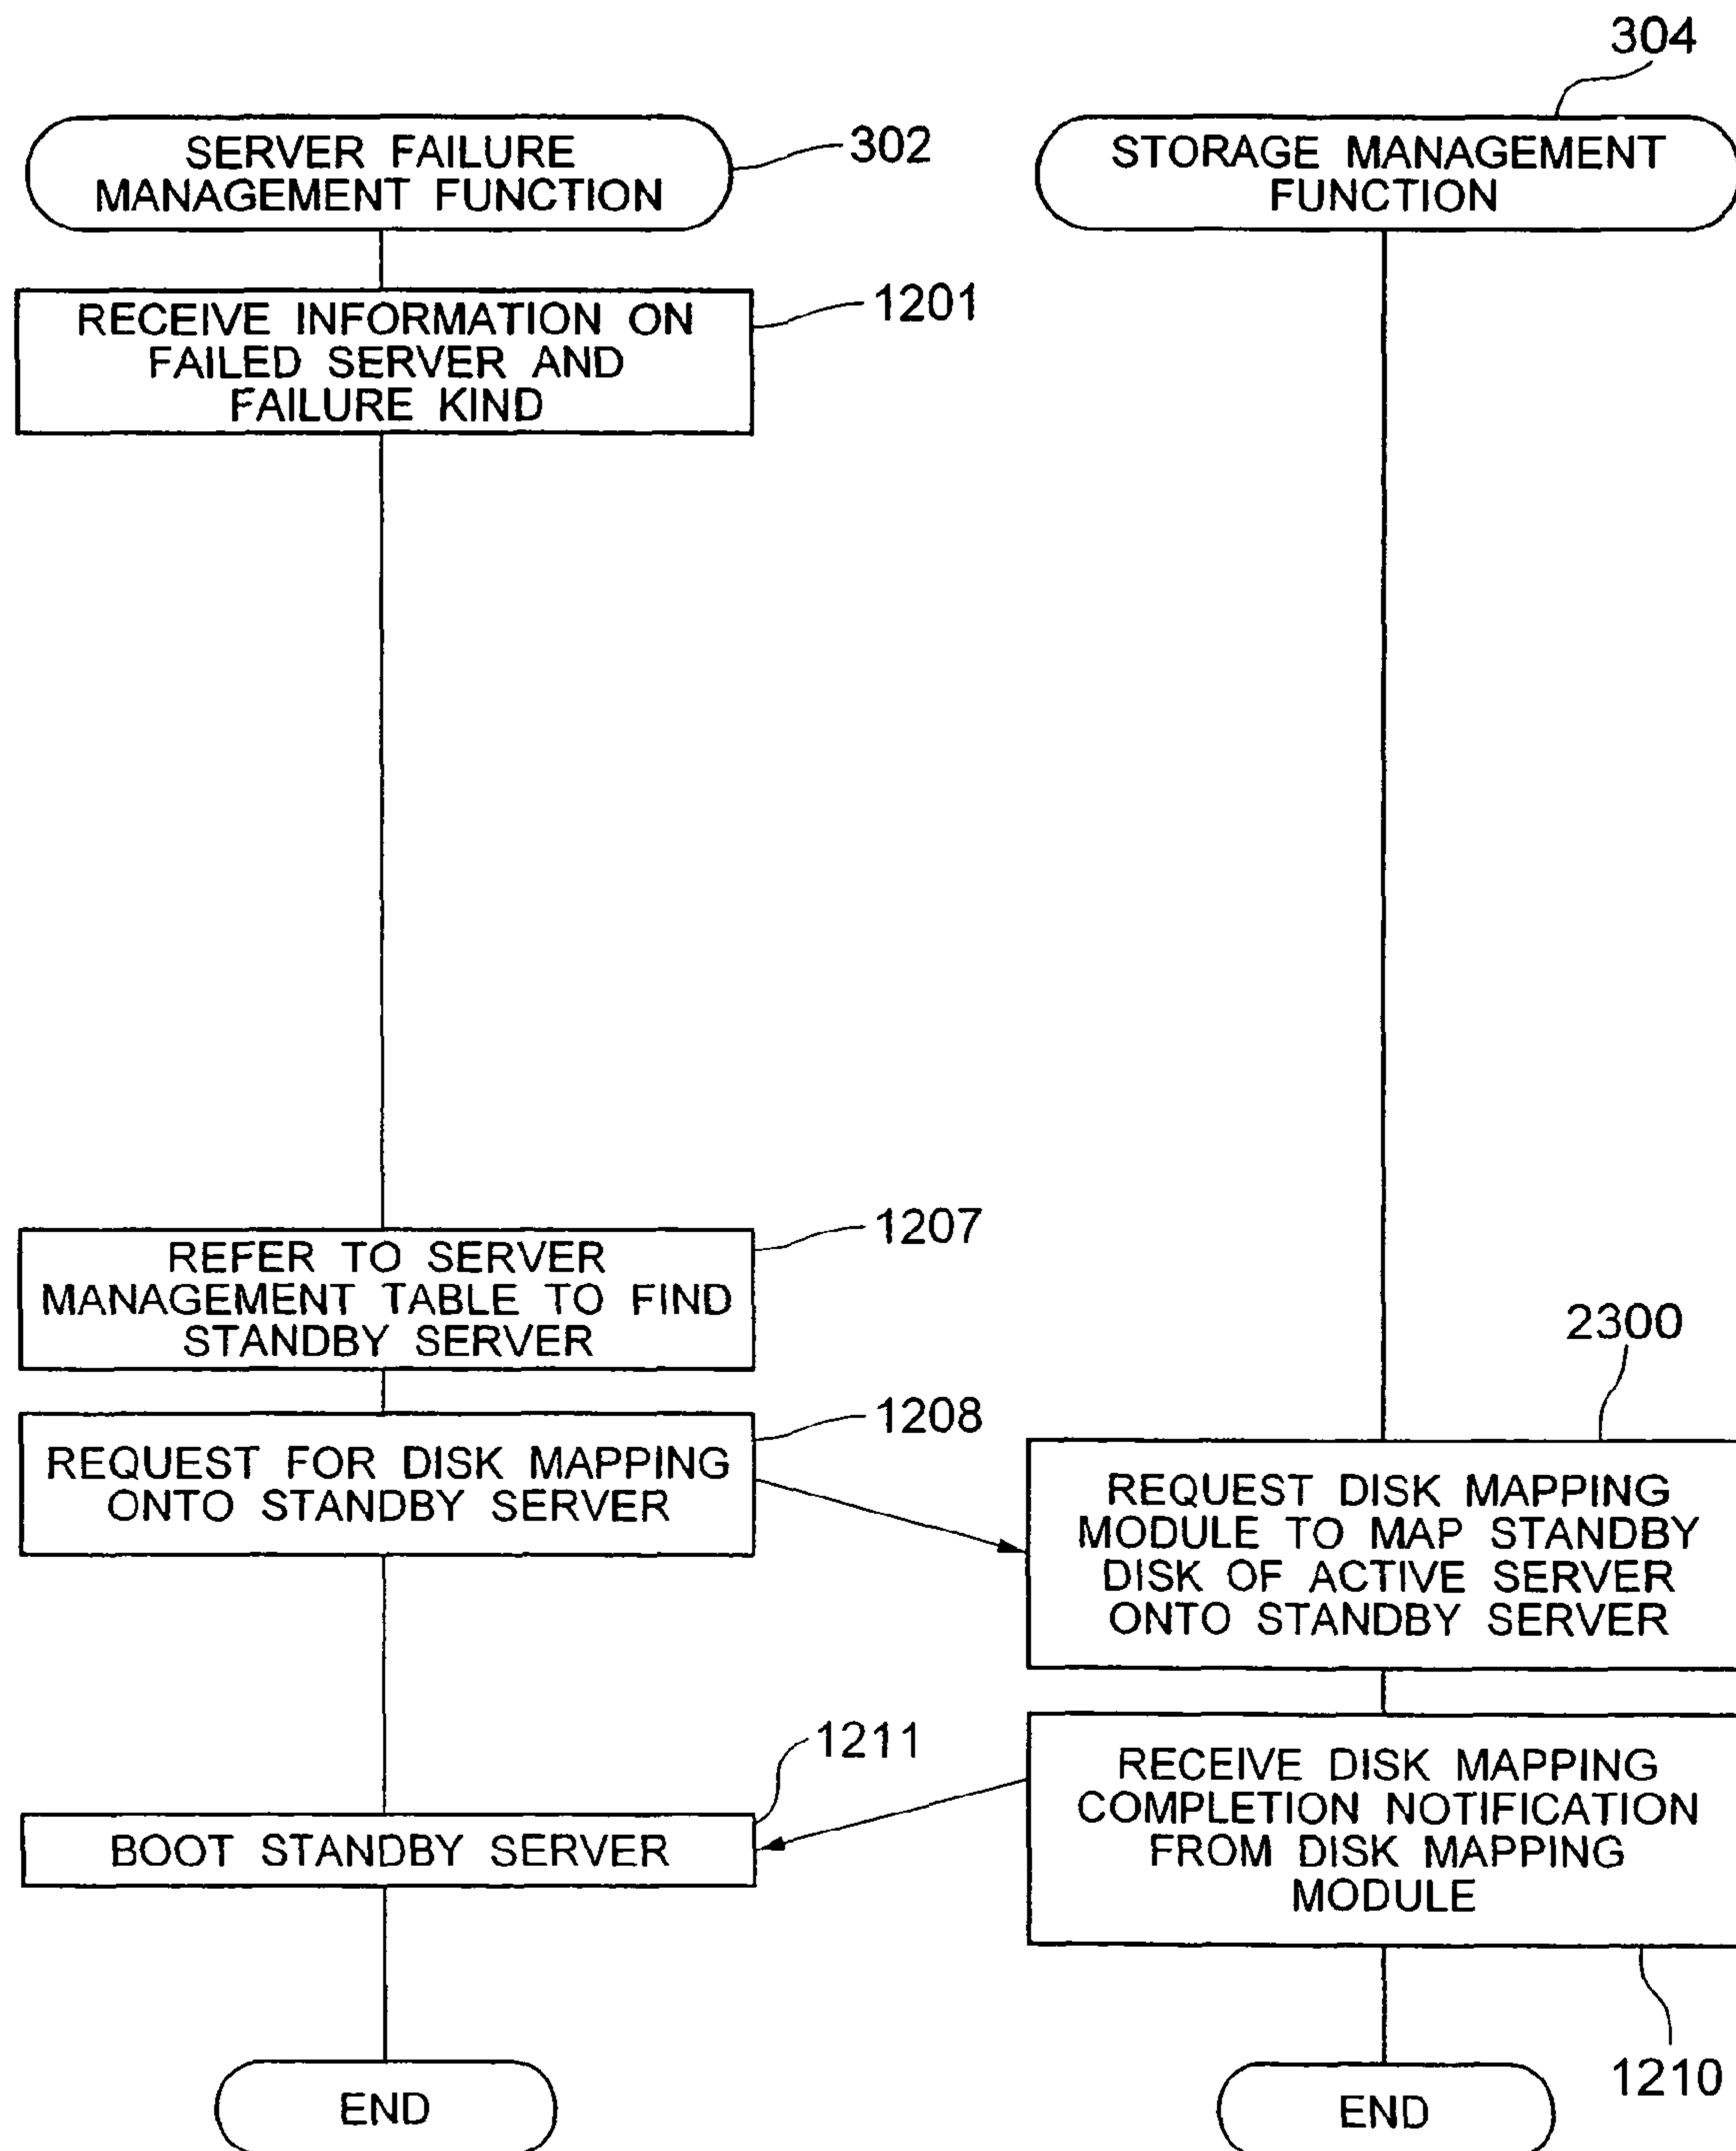 304
SERVER FAILURE
MANAGEMENT FUNCTION
302
STORAGE MANAGEMENT
FUNCTION
RECEIVE INFORMATION ON
FAILED SERVER AND
FAILURE KIND
1201
REFER TO SERVER
MANAGEMENT TABLE TO FIND
STANDBY SERVER
1207
REQUEST FOR DISK MAPPING
ONTO STANDBY SERVER
1208
2300
REQUEST DISK MAPPING
MODULE TO MAP STANDBY
DISK OF ACTIVE SERVER
ONTO STANDBY SERVER
RECEIVE DISK MAPPING
COMPLETION NOTIFICATION
FROM DISK MAPPING
MODULE
1210
1211
BOOT STANDBY SERVER
END
END